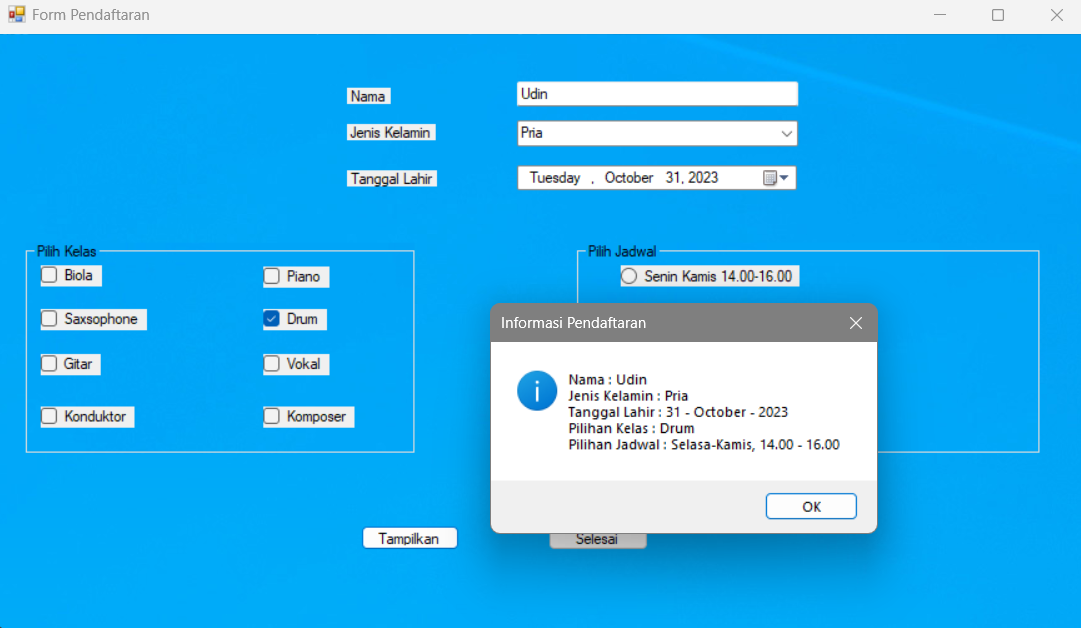 Form Pendaftaran
Nama
Udin
Jenis Kelamin
Pria
Tanggal Lahir
Tuesday , October 31, 2023
Pilih Kelas
Biola
Piano
Saxsophone
Drum
Gitar
Vokal
Konduktor
Komposer
Pilih Jadwal
Senin Kamis 14.00-16.00
Informasi Pendaftaran
i
Nama : Udin
Jenis Kelamin : Pria
Tanggal Lahir : 31 - October - 2023
Pilihan Kelas : Drum
Pilihan Jadwal : Selasa-Kamis, 14.00 - 16.00
OK
Tampilkan
Selesai